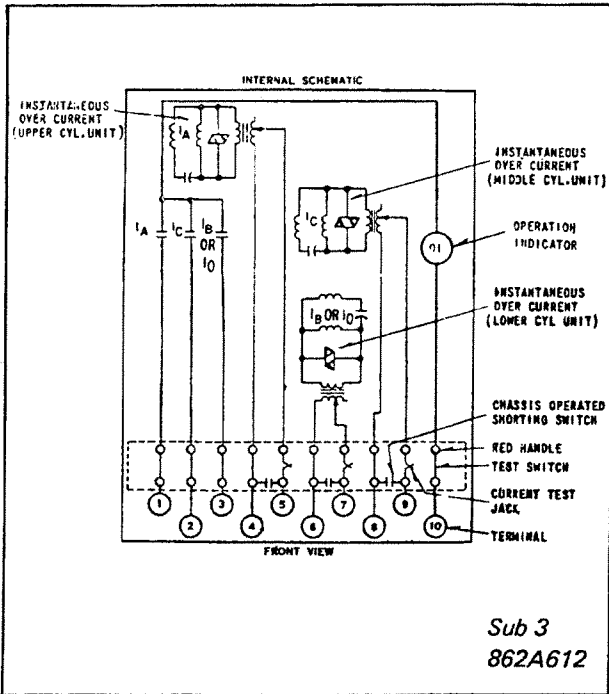 INTERNAL SCHEMATIC
INSTANTANEOUS
OVER CURRENT
(UPPER CYL.UNIT)
IA
INSTANTANEOUS
OVER CURRENT
(MIDDLE CYL.UNIT)
IA
IC
IB
OR
IO
IC
OPERATION
INDICATOR
OI
INSTANTANEOUS
OVER CURRENT
(LOWER CYL UNIT)
IB OR IO
CHASSIS OPERATED
SHORTING SWITCH
RED HANDLE
TEST SWITCH
CURRENT TEST
JACK
TERMINAL
1
2
3
4
5
6
7
8
9
10
FRONT VIEW
Sub 3
862A612